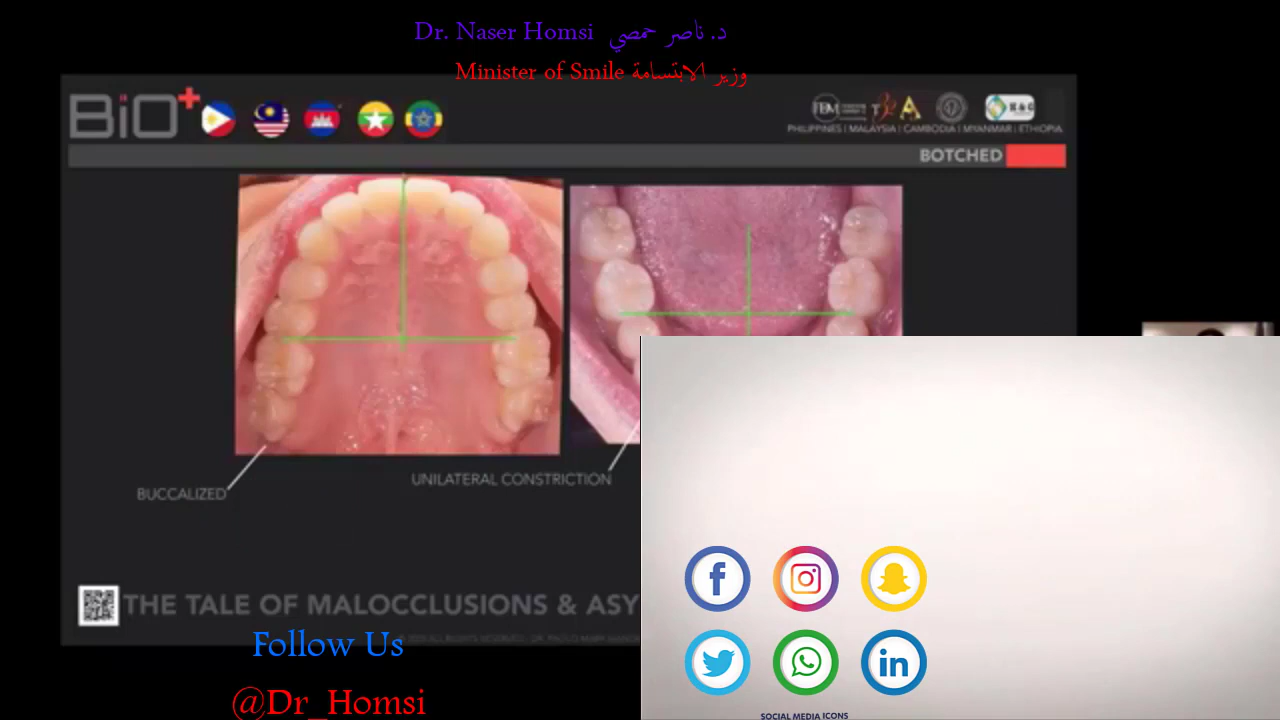 Dr. Naser Homsi د. ناصر حمصي
Minister of Smile وزير الابتسامة
BiO+
PHILIPPINES | MALAYSIA | CAMBODIA | MYANMAR | ETHIOPIA
BOTCHED
UNILATERAL CONSTRICTION
BUCCALIZED
THE TALE OF MALOCCLUSIONS & ASY
Follow Us
@Dr_Homsi
SOCIAL MEDIA ICONS